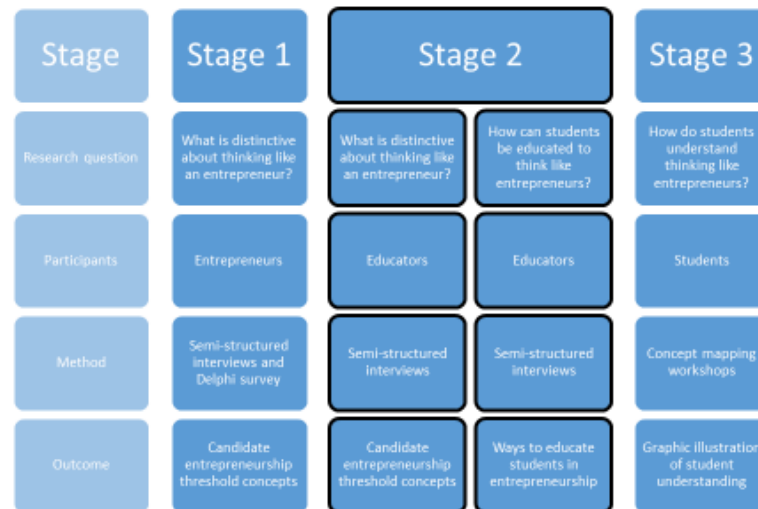 Stage
Stage 1
Stage 2
Stage 3
Research question
What is distinctive
about thinking like
an entrepreneur?
What is distinctive
about thinking like
an entrepreneur?
How can students
be educated to
think like
entrepreneurs?
How do students
understand
thinking like
entrepreneurs?
Participants
Entrepreneurs
Educators
Educators
Students
Method
Semi-structured
interviews and
Delphi survey
Semi-structured
interviews
Semi-structured
interviews
Concept mapping
workshops
Outcome
Candidate
entrepreneurship
threshold concepts
Candidate
entrepreneurship
threshold concepts
Ways to educate
students in
entrepreneurship
Graphic illustration
of student
understanding